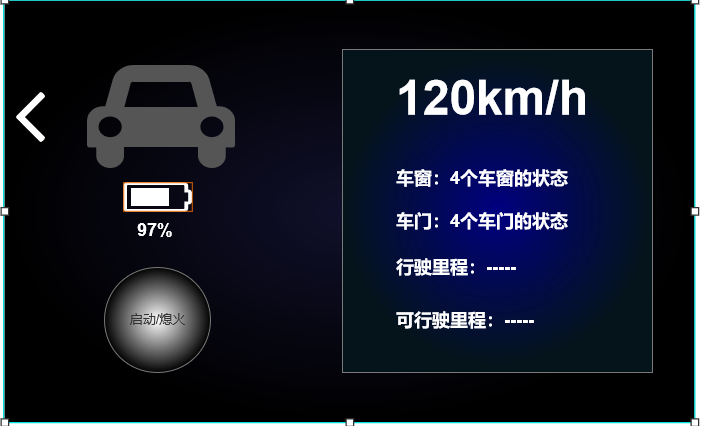 120km/h
车窗：4个车窗的状态
车门：4个车门的状态
97%
行驶里程：-----
启动/熄火
可行驶里程：-----